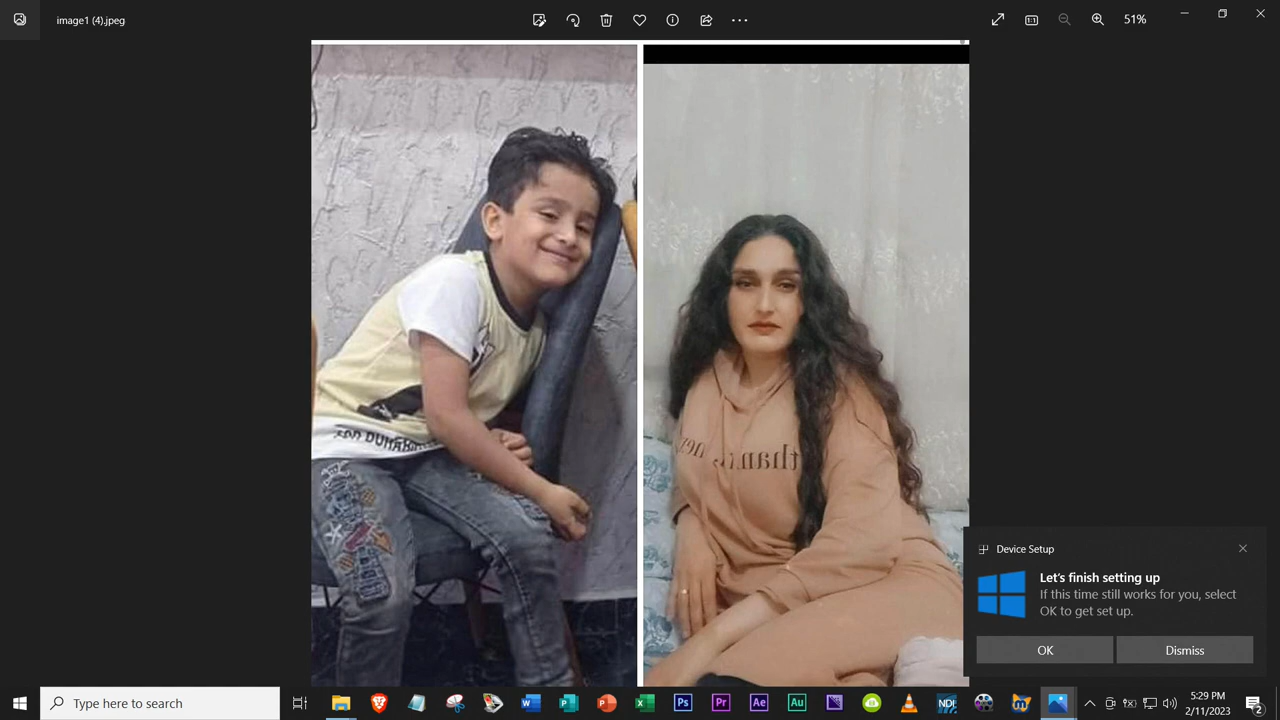 image1 (4).jpeg
51%
Device Setup
Let's finish setting up
If this time still works for you, select
OK to get set up.
OK
Dismiss
Type here to search
5:29 PM
2/11/2023
2